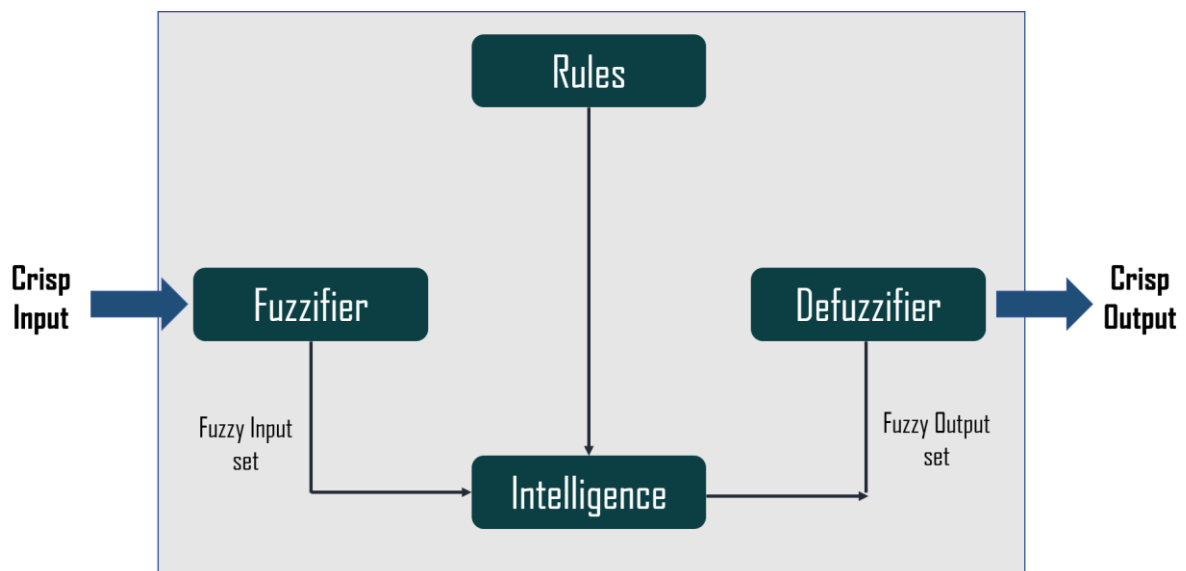 Rules
Crisp
Input
Fuzzifier
Defuzzifier
Crisp
Output
Fuzzy Input
set
Fuzzy Output
set
Intelligence